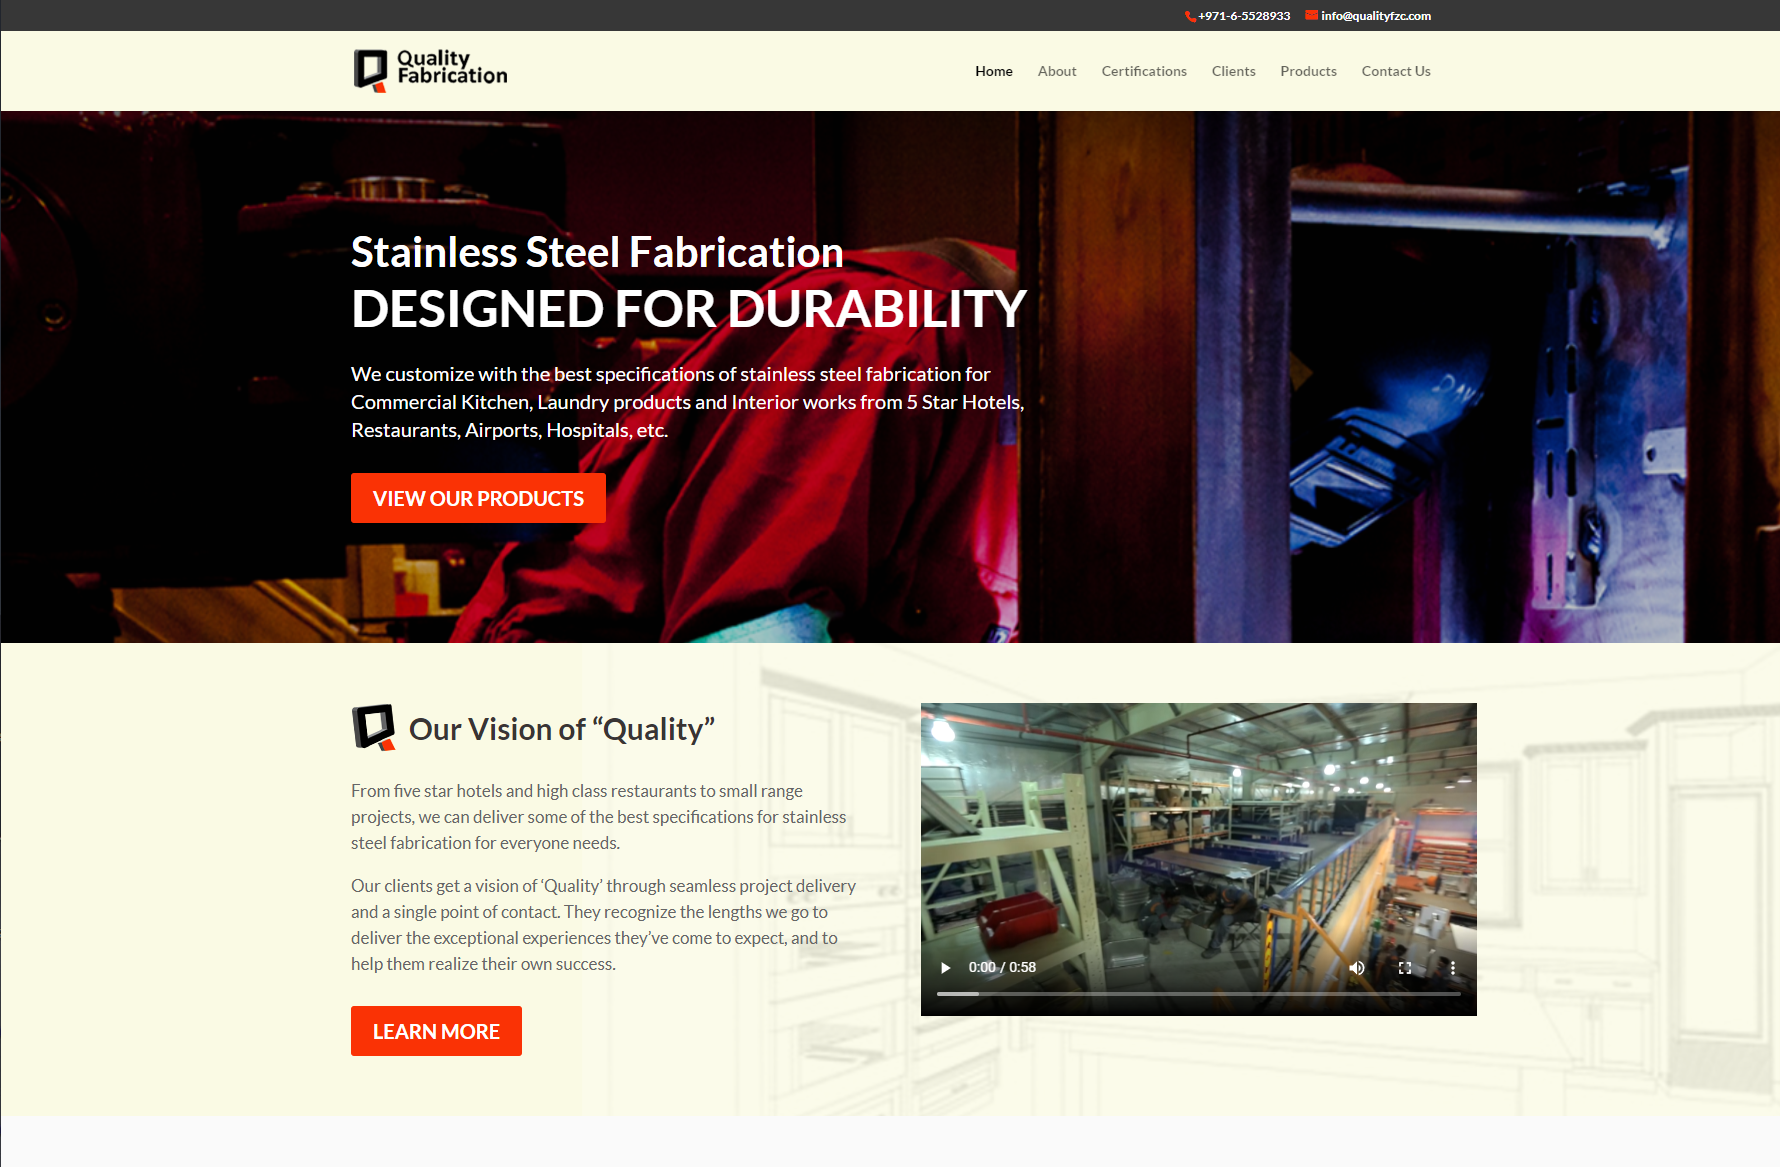 +971-6-5528933 info@qualityfzc.com
Quality
Fabrication
Home About Certifications Clients Products Contact Us
Stainless Steel Fabrication
DESIGNED FOR DURABILITY
We customize with the best specifications of stainless steel fabrication for
Commercial Kitchen, Laundry products and Interior works from 5 Star Hotels,
Restaurants, Airports, Hospitals, etc.
VIEW OUR PRODUCTS
Our Vision of “Quality”
From five star hotels and high class restaurants to small range
projects, we can deliver some of the best specifications for stainless
steel fabrication for everyone needs.
Our clients get a vision of ‘Quality’ through seamless project delivery
and a single point of contact. They recognize the lengths we go to
deliver the exceptional experiences they’ve come to expect, and to
help them realize their own success.
LEARN MORE
0:00 / 0:58